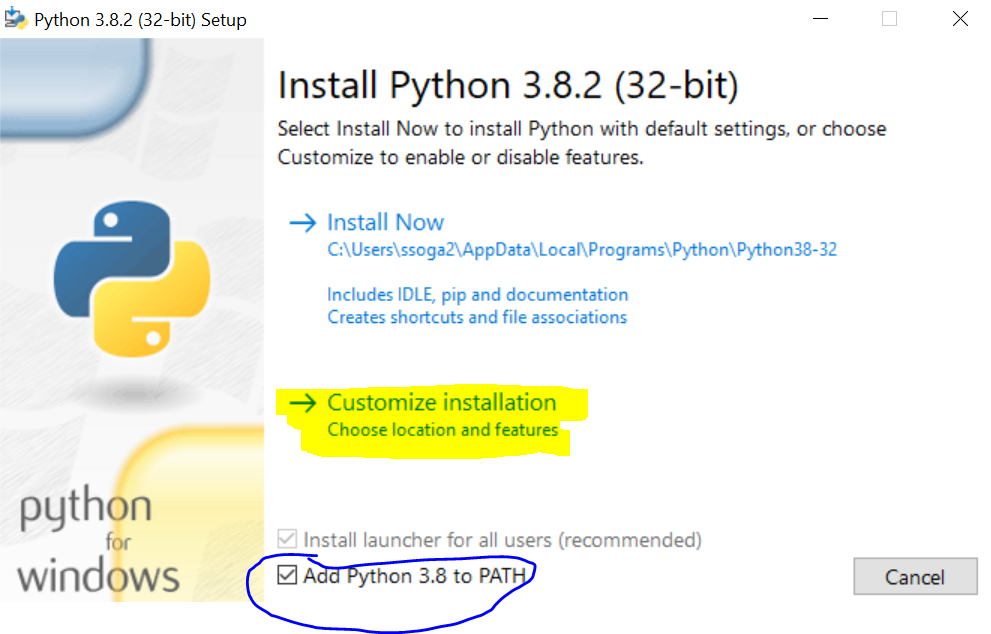 Python 3.8.2 (32-bit) Setup
Install Python 3.8.2 (32-bit)
Select Install Now to install Python with default settings, or choose
Customize to enable or disable features.
Install Now
C:\Users\ssoga2\AppData\Local\Programs\Python\Python38-32
Includes IDLE, pip and documentation
Creates shortcuts and file associations
Customize installation
Choose location and features
python
for
windows
Install launcher for all users (recommended)
Add Python 3.8 to PATH
Cancel